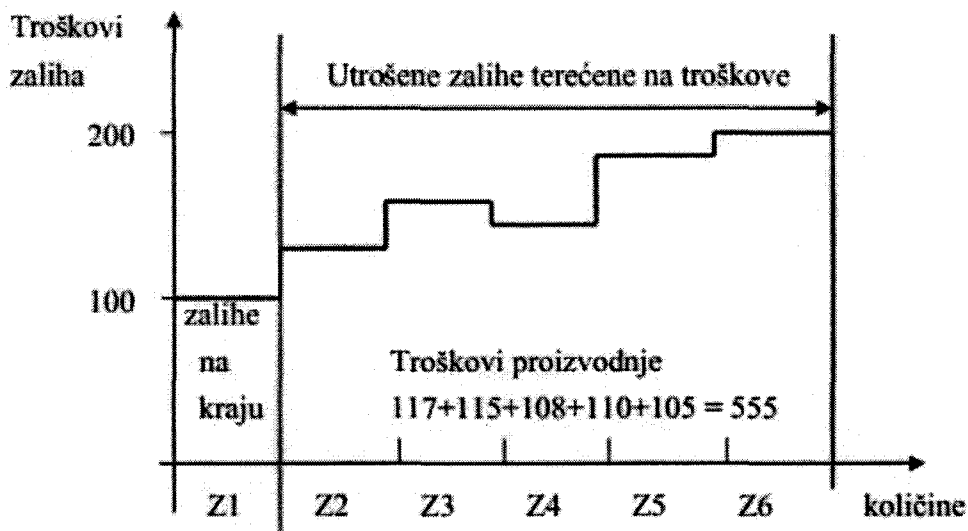 Troškovi
zaliha
Utrošene zalihe terećene na troškove
200
100
zalihe
na
kraju
Troškovi proizvodnje
117+115+108+110+105 = 555
Z1 Z2 Z3 Z4 Z5 Z6 količine